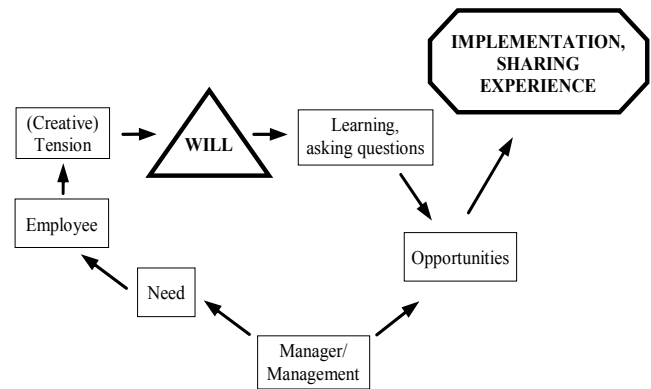 IMPLEMENTATION,
SHARING
EXPERIENCE
(Creative)
Tension
WILL
Learning,
asking questions
Employee
Opportunities
Need
Manager/
Management